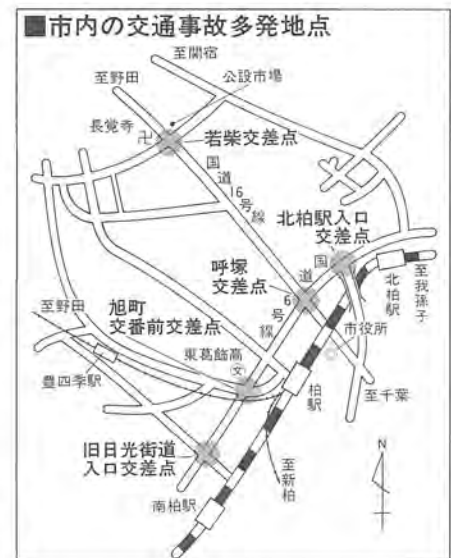 ■市内の交通事故多発地点
至関宿
至野田
公設市場
長覚寺
卍
若柴交差点
国道16号線
北柏駅入口
交差点
呼塚
交差点
国道6号線
北柏駅
至我孫子
至野田
旭町
交番前交差点
市役所
東葛飾高
文
豊四季駅
柏駅
至千葉
旧日光街道
入口交差点
至新柏
南柏駅
N